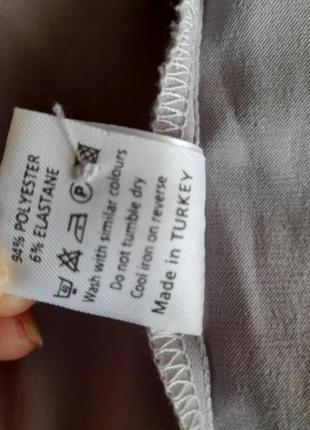 94% POLYESTER
6% ELASTANE
P
Wash with similar colours
Do not tumble dry
Cool iron on reverse
Made in TURKEY